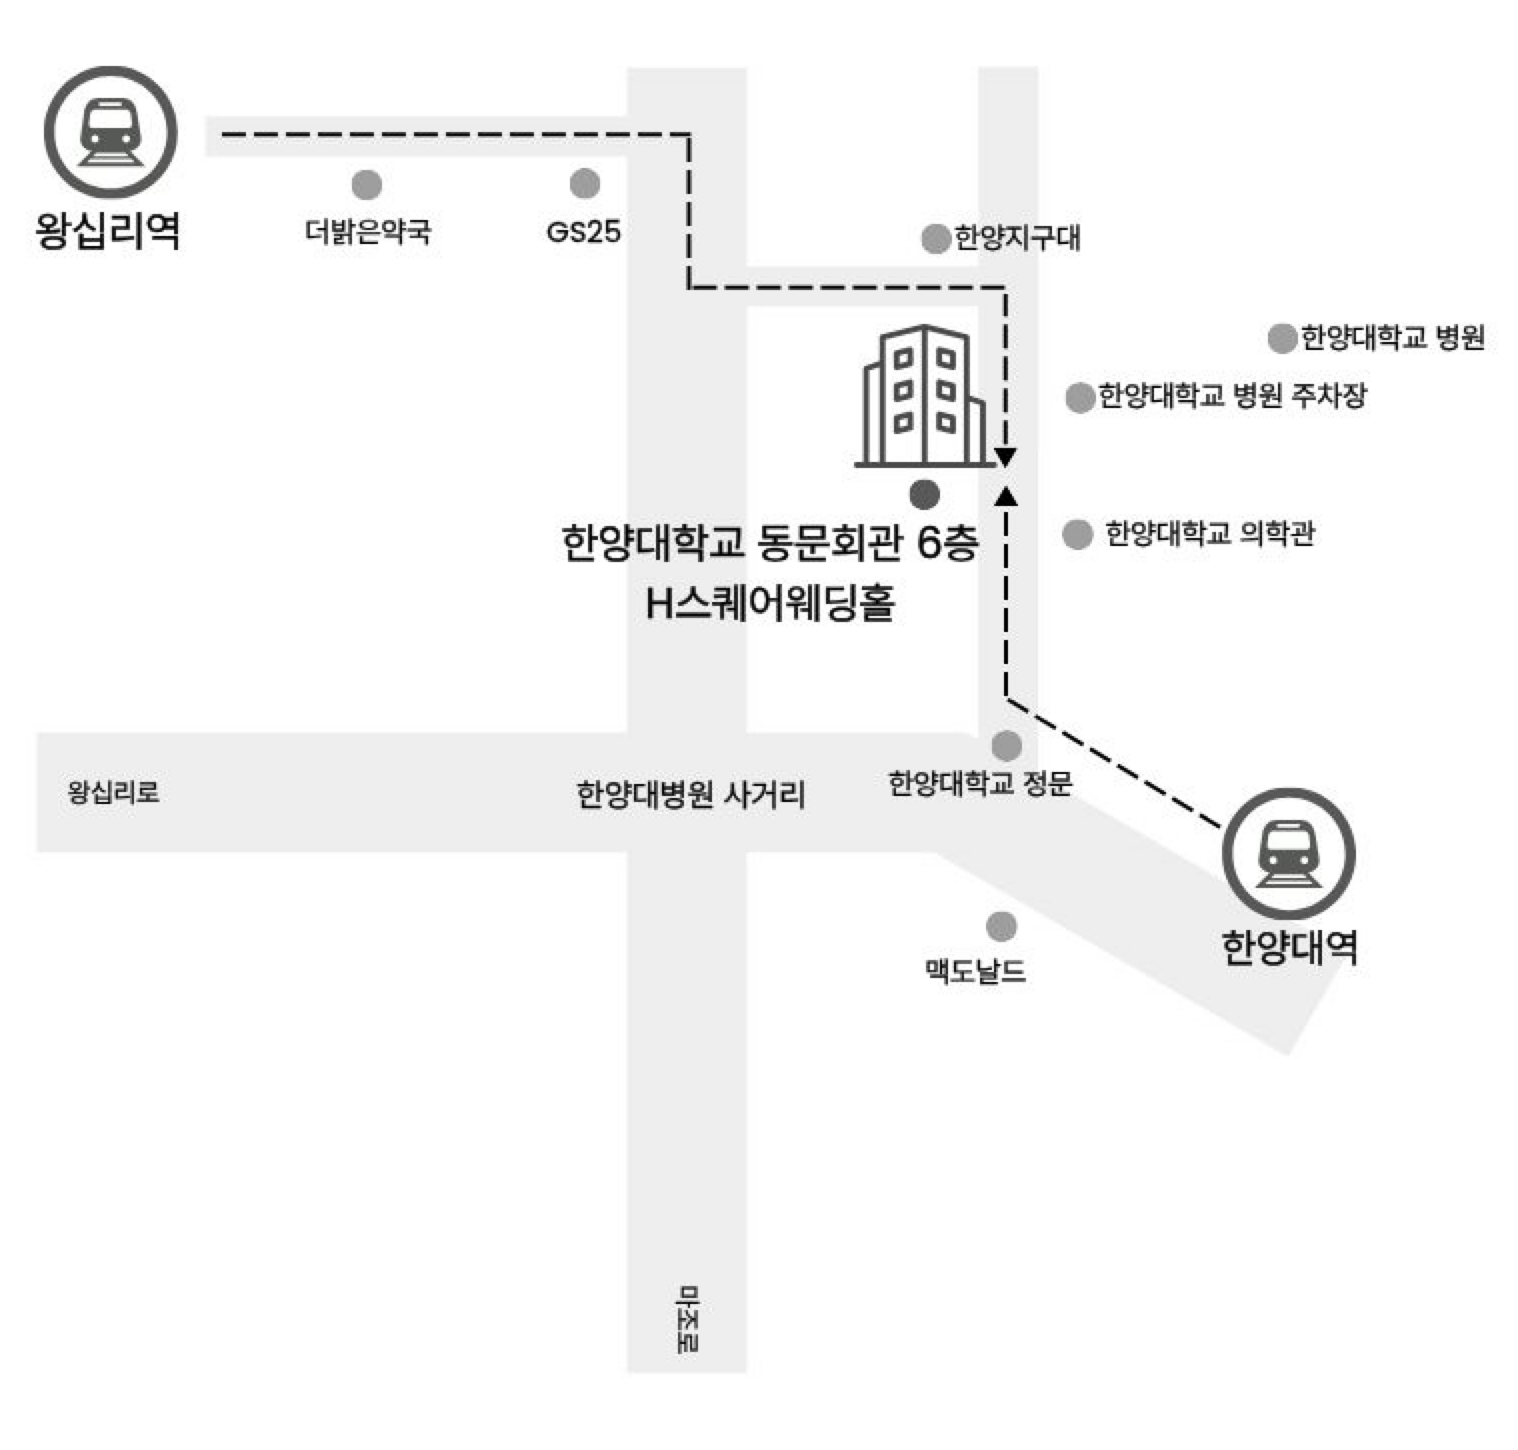 왕십리역
더밝은약국
GS25
한양지구대
한양대학교 병원
한양대학교 병원 주차장
한양대학교 의학관
한양대학교 동문회관 6층
H스퀘어웨딩홀
왕십리로
한양대병원 사거리
한양대학교 정문
한양대역
맥도날드
마조로